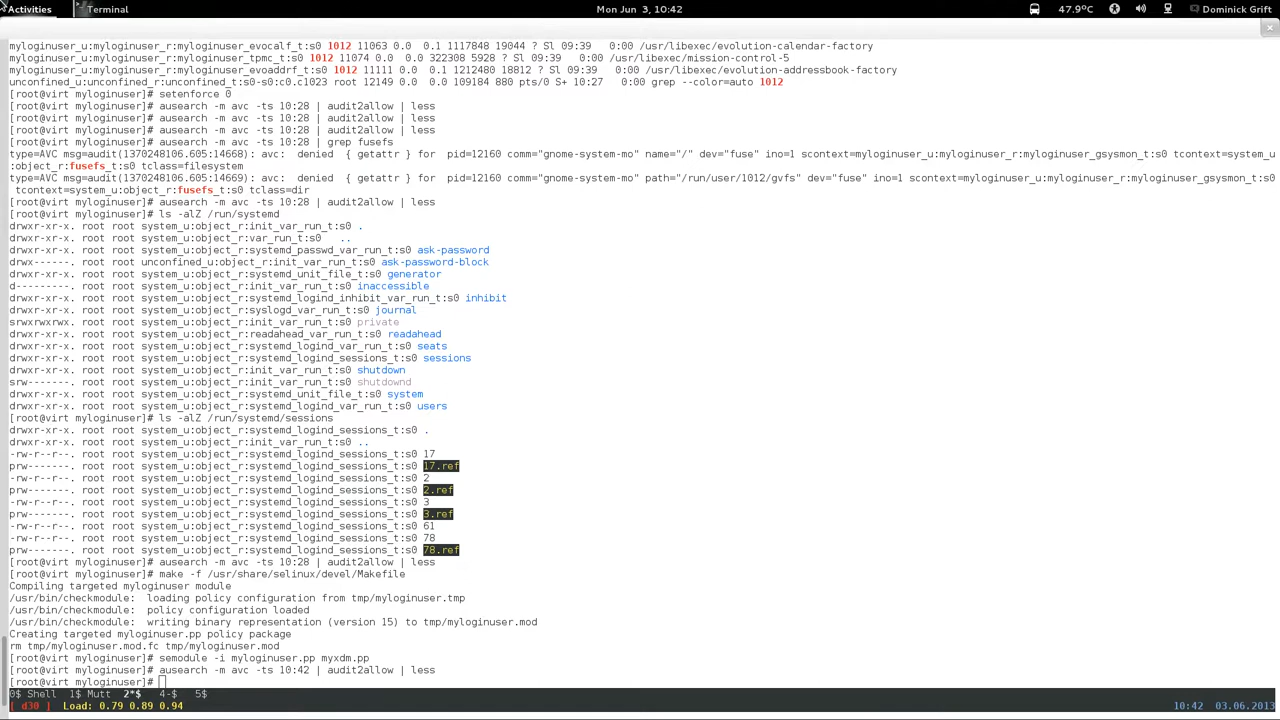 Activities
Terminal
Mon Jun 3, 10:42
47.9°C
Dominick Grift
myloginuser_u:myloginuser_r:myloginuser_evocalf_t:s0 1012 11063 0.0  0.1 1117848 19044 ? Sl 09:39   0:00 /usr/libexec/evolution-calendar-factory
myloginuser_u:myloginuser_r:myloginuser_tpmc_t:s0 1012 11074 0.0  0.0 322308 5928 ? Sl 09:39   0:00 /usr/libexec/mission-control-5
myloginuser_u:myloginuser_r:myloginuser_evoaddrf_t:s0 1012 11111 0.0  0.1 1212480 18812 ? Sl 09:39   0:00 /usr/libexec/evolution-addressbook-factory
unconfined_u:unconfined_r:unconfined_t:s0-s0:c0.c1023 root 12149 0.0  0.0 109184 880 pts/0 S+ 10:27   0:00 grep --color=auto 1012
[root@virt myloginuser]# setenforce 0
[root@virt myloginuser]# ausearch -m avc -ts 10:28 | audit2allow | less
[root@virt myloginuser]# ausearch -m avc -ts 10:28 | audit2allow | less
[root@virt myloginuser]# ausearch -m avc -ts 10:28 | audit2allow | less
[root@virt myloginuser]# ausearch -m avc -ts 10:28 | grep fusefs
type=AVC msg=audit(1370248106.605:14668): avc:  denied  { getattr } for  pid=12160 comm="gnome-system-mo" name="/" dev="fuse" ino=1 scontext=myloginuser_u:myloginuser_r:myloginuser_gsysmon_t:s0 tcontext=system_u
:object_r:fusefs_t:s0 tclass=filesystem
type=AVC msg=audit(1370248106.605:14669): avc:  denied  { getattr } for  pid=12160 comm="gnome-system-mo" path="/run/user/1012/gvfs" dev="fuse" ino=1 scontext=myloginuser_u:myloginuser_r:myloginuser_gsysmon_t:s0
 tcontext=system_u:object_r:fusefs_t:s0 tclass=dir
[root@virt myloginuser]# ausearch -m avc -ts 10:28 | audit2allow | less
[root@virt myloginuser]# ls -alZ /run/systemd
drwxr-xr-x. root root system_u:object_r:init_var_run_t:s0 .
drwxr-xr-x. root root system_u:object_r:var_run_t:s0   ..
drwxr-xr-x. root root system_u:object_r:systemd_passwd_var_run_t:s0 ask-password
drwx------. root root unconfined_u:object_r:init_var_run_t:s0 ask-password-block
drwxr-xr-x. root root system_u:object_r:systemd_unit_file_t:s0 generator
d---------. root root system_u:object_r:init_var_run_t:s0 inaccessible
drwxr-xr-x. root root system_u:object_r:systemd_logind_inhibit_var_run_t:s0 inhibit
drwxr-xr-x. root root system_u:object_r:syslogd_var_run_t:s0 journal
srwxrwxrwx. root root system_u:object_r:init_var_run_t:s0 private
drwxr-xr-x. root root system_u:object_r:readahead_var_run_t:s0 readahead
drwxr-xr-x. root root system_u:object_r:systemd_logind_var_run_t:s0 seats
drwxr-xr-x. root root system_u:object_r:systemd_logind_sessions_t:s0 sessions
drwxr-xr-x. root root system_u:object_r:init_var_run_t:s0 shutdown
srw-------. root root system_u:object_r:init_var_run_t:s0 shutdownd
drwxr-xr-x. root root system_u:object_r:systemd_unit_file_t:s0 system
drwxr-xr-x. root root system_u:object_r:systemd_logind_var_run_t:s0 users
[root@virt myloginuser]# ls -alZ /run/systemd/sessions
drwxr-xr-x. root root system_u:object_r:systemd_logind_sessions_t:s0 .
drwxr-xr-x. root root system_u:object_r:init_var_run_t:s0 ..
-rw-r--r--. root root system_u:object_r:systemd_logind_sessions_t:s0 17
prw-------. root root system_u:object_r:systemd_logind_sessions_t:s0 17.ref
-rw-r--r--. root root system_u:object_r:systemd_logind_sessions_t:s0 2
prw-------. root root system_u:object_r:systemd_logind_sessions_t:s0 2.ref
-rw-r--r--. root root system_u:object_r:systemd_logind_sessions_t:s0 3
prw-------. root root system_u:object_r:systemd_logind_sessions_t:s0 3.ref
-rw-r--r--. root root system_u:object_r:systemd_logind_sessions_t:s0 61
-rw-r--r--. root root system_u:object_r:systemd_logind_sessions_t:s0 78
prw-------. root root system_u:object_r:systemd_logind_sessions_t:s0 78.ref
[root@virt myloginuser]# ausearch -m avc -ts 10:28 | audit2allow | less
[root@virt myloginuser]# make -f /usr/share/selinux/devel/Makefile
Compiling targeted myloginuser module
/usr/bin/checkmodule:  loading policy configuration from tmp/myloginuser.tmp
/usr/bin/checkmodule:  policy configuration loaded
/usr/bin/checkmodule:  writing binary representation (version 15) to tmp/myloginuser.mod
Creating targeted myloginuser.pp policy package
rm tmp/myloginuser.mod.fc tmp/myloginuser.mod
[root@virt myloginuser]# semodule -i myloginuser.pp myxdm.pp
[root@virt myloginuser]# ausearch -m avc -ts 10:42 | audit2allow | less
[root@virt myloginuser]#
0$ Shell  1$ Mutt  2*$  4-$  5$
[ d30 ] Load: 0.79 0.89 0.94
10:42  03.06.2013